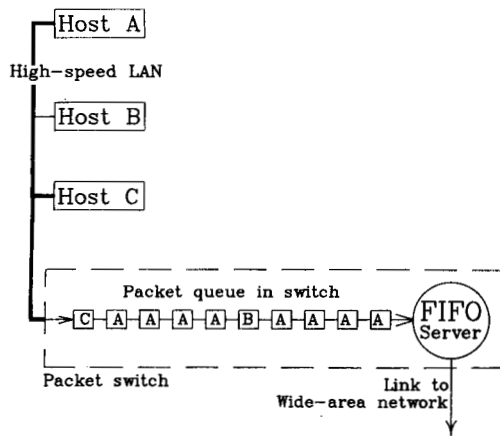 Host A
High-speed LAN
Host B
Host C
Packet queue in switch
C A A A A B A A A A
FIFO
Server
Packet switch
Link to
Wide-area network